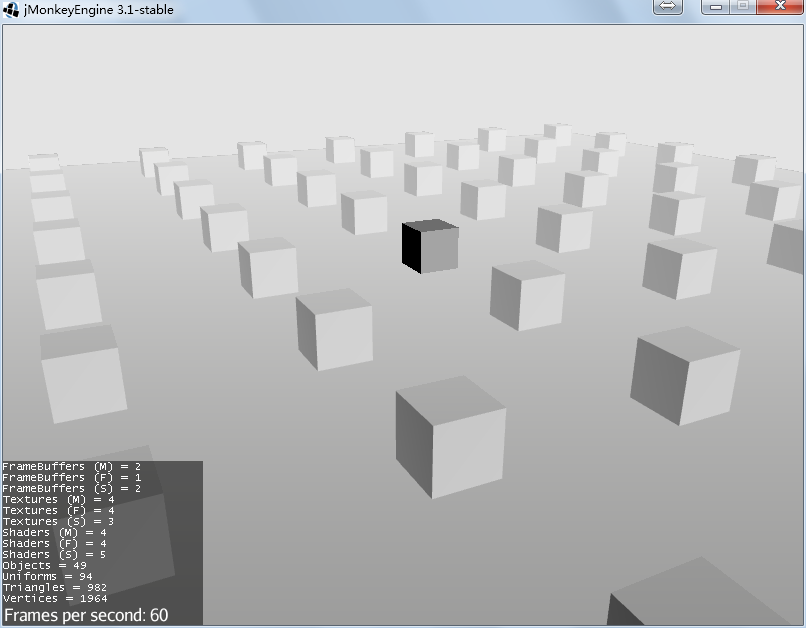 jMonkeyEngine 3.1-stable
FrameBuffers (M) = 2
FrameBuffers (F) = 1
FrameBuffers (S) = 2
Textures (M) = 4
Textures (F) = 4
Textures (S) = 3
Shaders (M) = 4
Shaders (F) = 4
Shaders (S) = 5
Objects = 49
Uniforms = 94
Triangles = 982
Vertices = 1964
Frames per second: 60